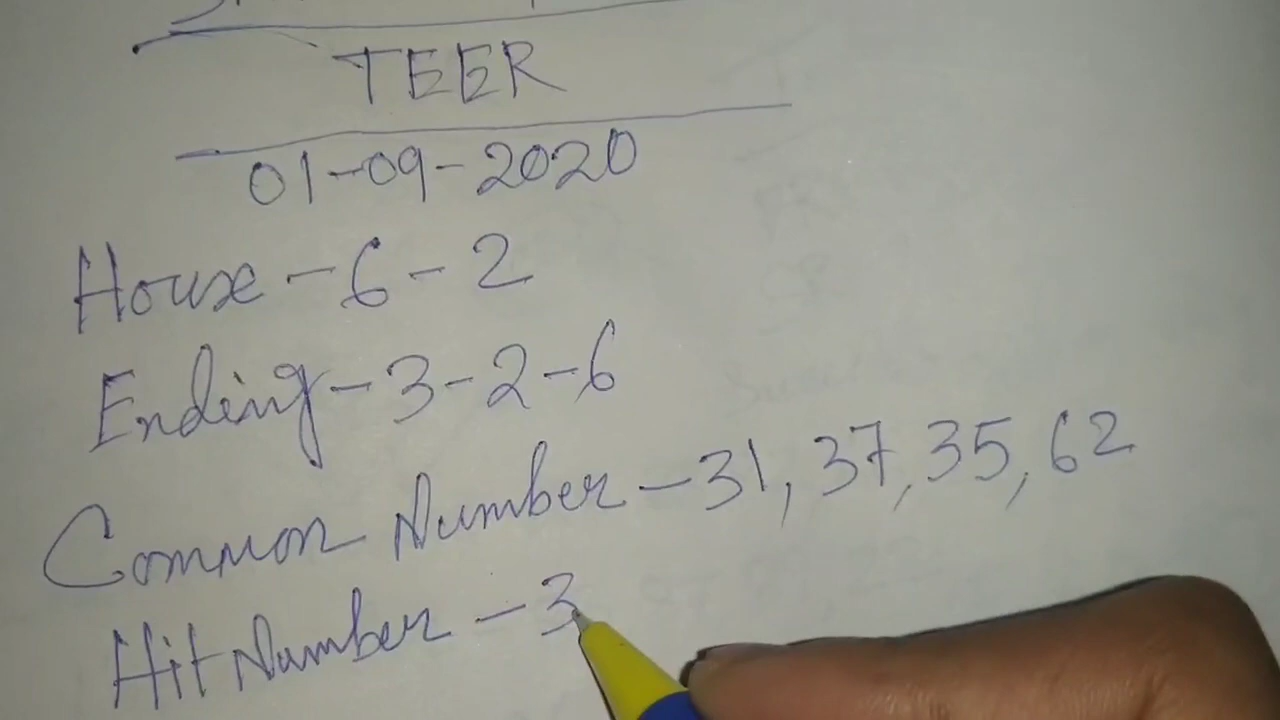 TEER
01-09-2020
House - 6 - 2
Ending - 3 - 2 - 6
Common Number - 31, 37, 35, 62
Hit Number - 3